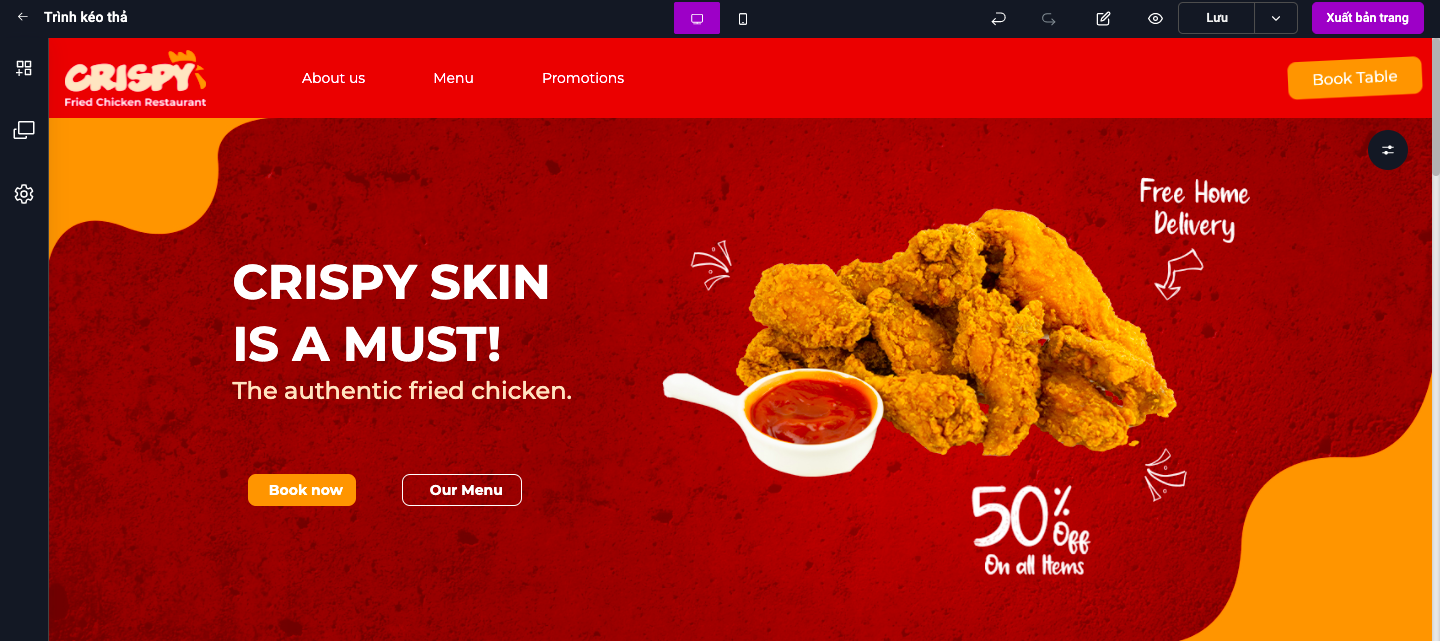 Trình kéo thả
Lưu
Xuất bản trang
CRISPY
Fried Chicken Restaurant
About us
Menu
Promotions
Book Table
Free Home
Delivery
CRISPY SKIN
IS A MUST!
The authentic fried chicken.
Book now
Our Menu
50%
Off
On all Items